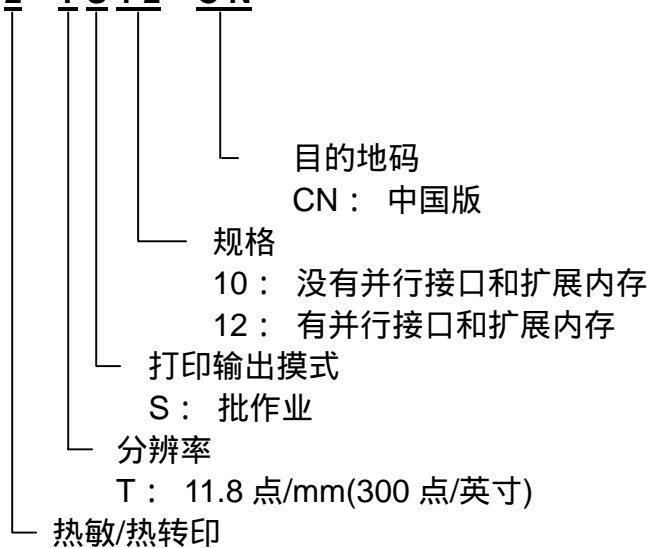 目的地码
CN： 中国版
规格
10： 没有并行接口和扩展内存
12： 有并行接口和扩展内存
打印输出摸式
S： 批作业
分辨率
T： 11.8 点/mm(300 点/英寸)
热敏/热转印